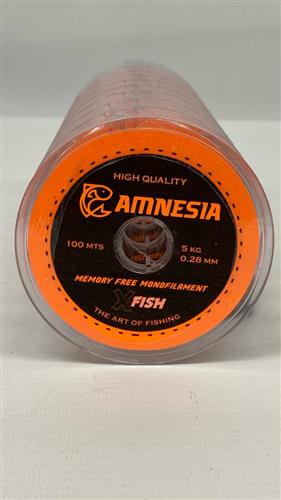 HIGH QUALITY
AMNESIA
100 MTS
5 KG
0.28 MM
MEMORY FREE MONOFILAMENT
X FISH
THE ART OF FISHING